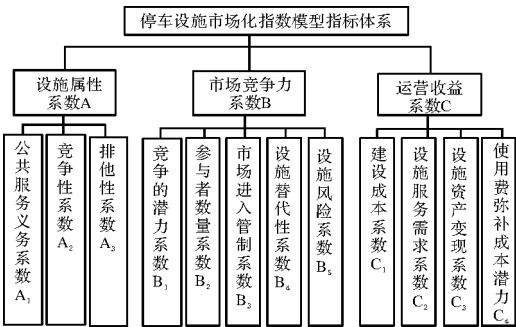 停车设施市场化指数模型指标体系
设施属性
系数A
市场竞争力
系数B
运营收益
系数C
公共服务义务系数A₁
竞争性系数A₂
排他性系数A₃
竞争的潜力系数B₁
参与者数量系数B₂
市场进入管制系数B₃
设施替代性系数B₄
设施风险系数B₅
建设成本系数C₁
设施服务需求系数C₂
设施资产变现系数C₃
使用费弥补成本潜力C₄